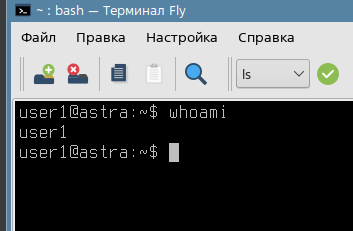 ~ : bash — Терминал Fly
Файл Правка Настройка Справка
ls
user1@astra:~$ whoami
user1
user1@astra:~$